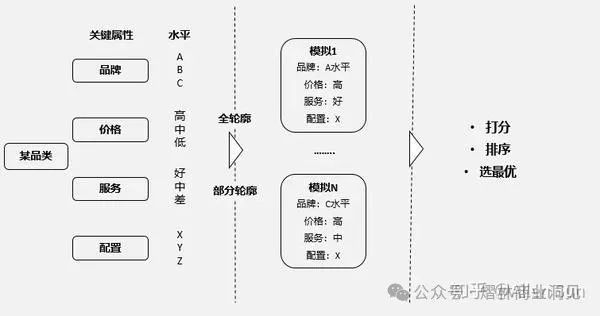 关键属性
水平
某品类
品牌
A
B
C
价格
高
中
低
服务
好
中
差
配置
X
Y
Z
全轮廓
部分轮廓
模拟1
品牌：A水平
价格：高
服务：好
配置：X
........
模拟N
品牌：C水平
价格：高
服务：中
配置：X
• 打分
• 排序
• 选最优
公众号